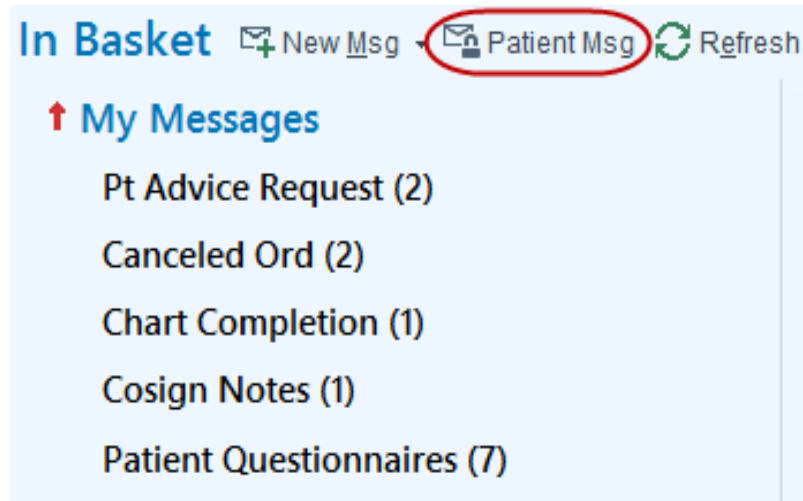 In Basket New Msg Patient Msg Refresh
My Messages
Pt Advice Request (2)
Canceled Ord (2)
Chart Completion (1)
Cosign Notes (1)
Patient Questionnaires (7)